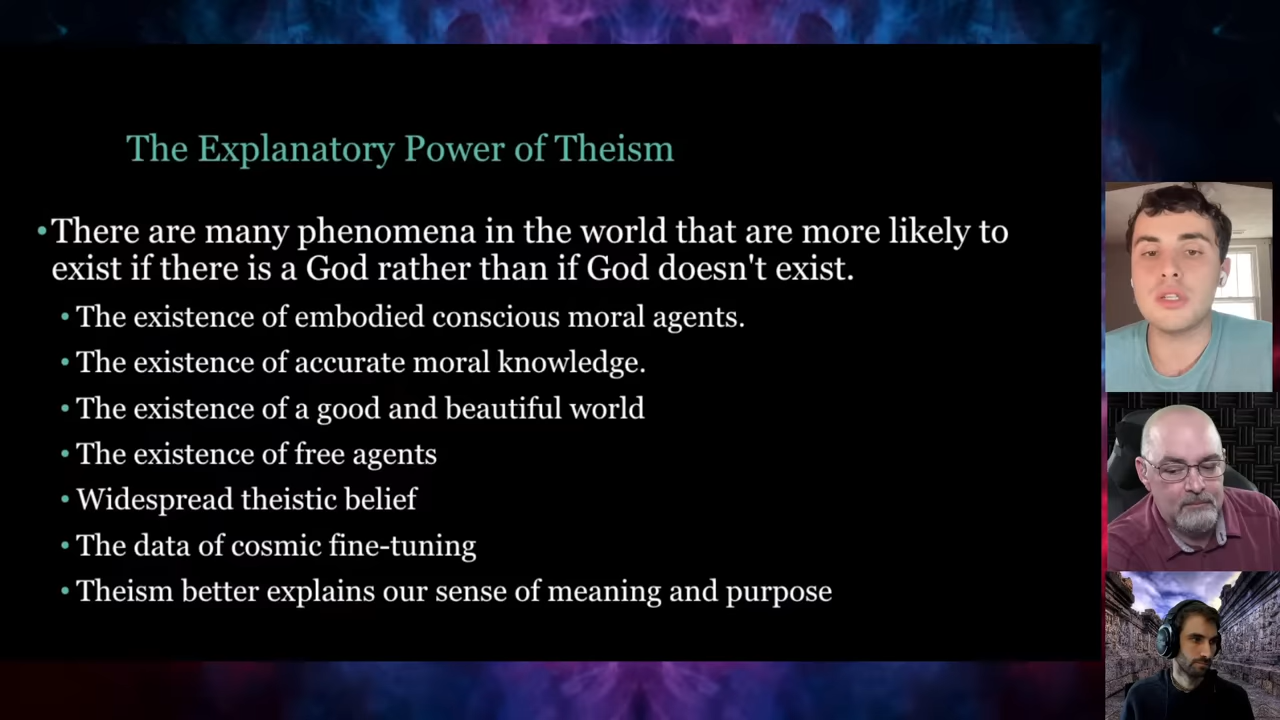 The Explanatory Power of Theism
•There are many phenomena in the world that are more likely to
exist if there is a God rather than if God doesn't exist.
•The existence of embodied conscious moral agents.
•The existence of accurate moral knowledge.
•The existence of a good and beautiful world
•The existence of free agents
•Widespread theistic belief
•The data of cosmic fine-tuning
•Theism better explains our sense of meaning and purpose